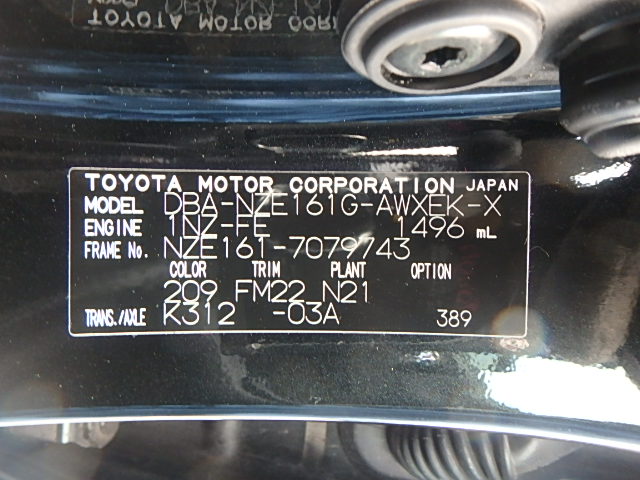 TOYOTA MOTOR CORPORATION JAPAN
MODEL DBA-NZE161G-AWXEK-X
ENGINE 1NZ-FE 1496 mL
FRAME No. NZE161-7079743
COLOR TRIM PLANT OPTION
209 FM22 N21
TRANS./AXLE K312 -03A 389